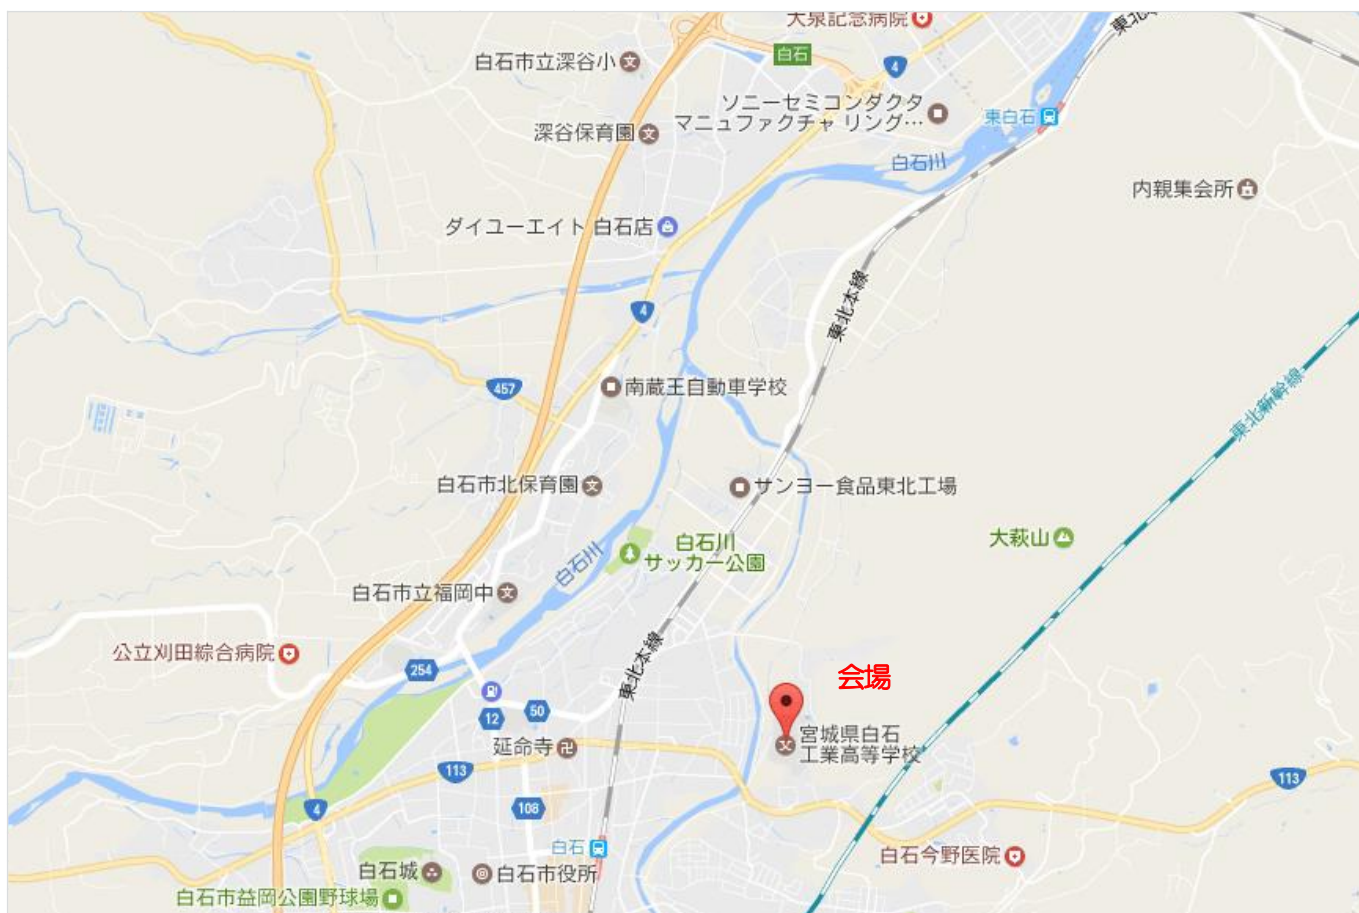 大泉記念病院
東北本線
白石市立深谷小
白石
4
ソニーセミコンダクタ
マニュファクチャ リング…
東白石
深谷保育園
白石川
内親集会所
ダイユーエイト 白石店
4
東北本線
457
南蔵王自動車学校
東北新幹線
白石市北保育園
サンヨー食品東北工場
大萩山
白石川
サッカー公園
白石川
白石市立福岡中
公立刈田綜合病院
254
東北本線
会場
12
50
宮城県白石
工業高等学校
延命寺
113
113
4
108
白石
白石今野医院
白石城
白石市役所
白石市益岡公園野球場